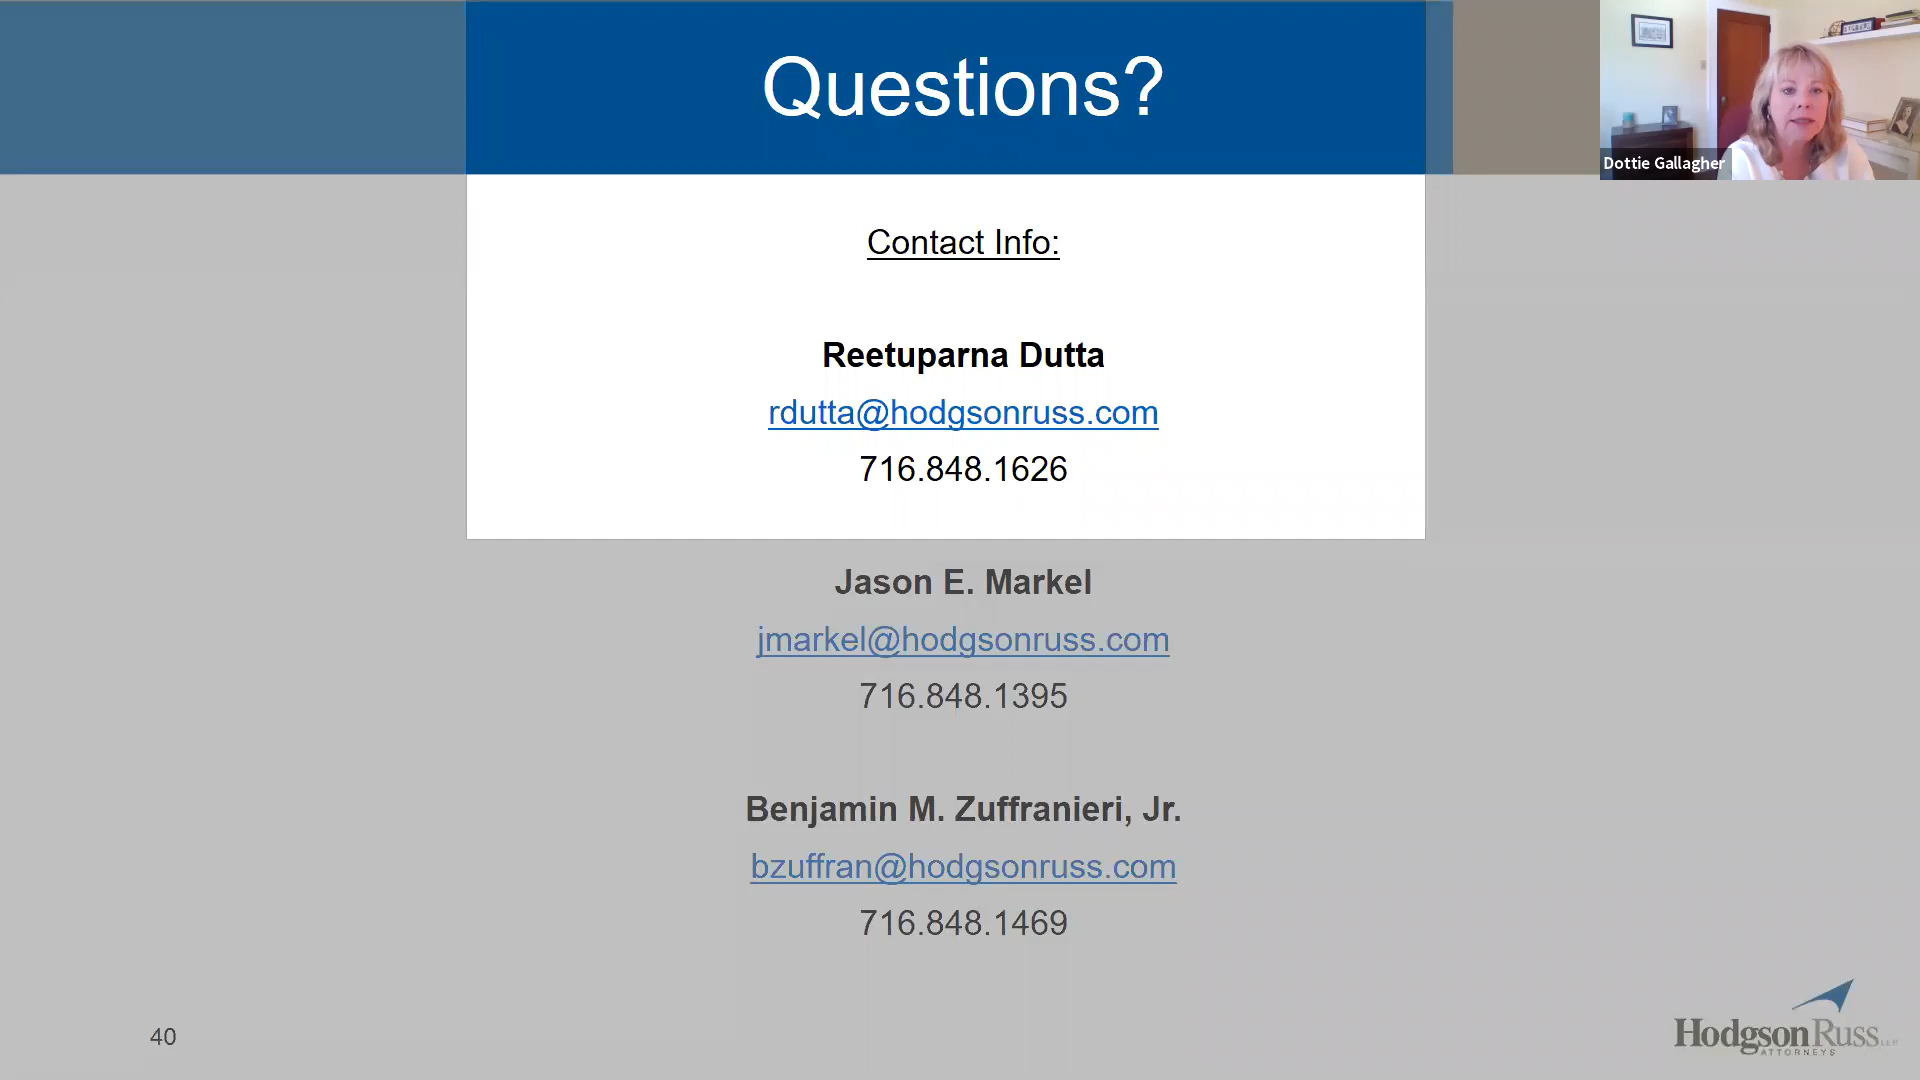 Questions?
Dottie Gallagher
Contact Info:
Reetuparna Dutta
rdutta@hodgsonruss.com
716.848.1626
Jason E. Markel
jmarkel@hodgsonruss.com
716.848.1395
Benjamin M. Zuffranieri, Jr.
bzuffran@hodgsonruss.com
716.848.1469
40
HodgsonRuss LLP
ATTORNEYS